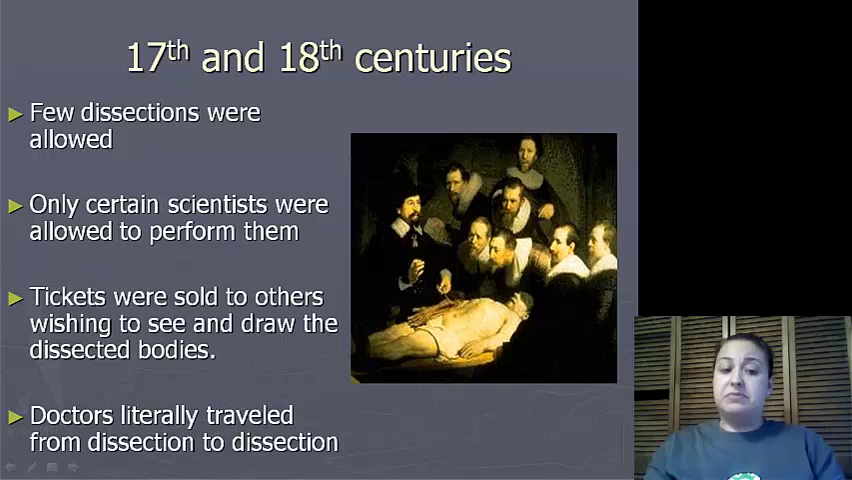 17th and 18th centuries
Few dissections were
allowed
Only certain scientists were
allowed to perform them
Tickets were sold to others
wishing to see and draw the
dissected bodies.
Doctors literally traveled
from dissection to dissection